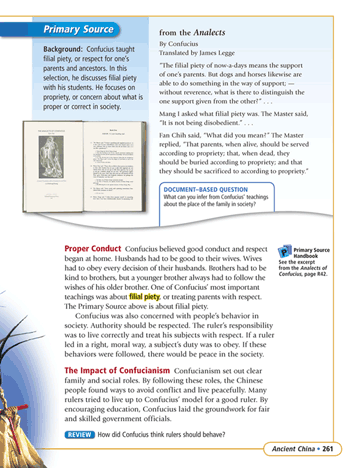 Primary Source
Background: Confucius taught
filial piety, or respect for one's
parents and ancestors. In this
selection, he discusses filial piety
with his students. He focuses on
propriety, or concern about what is
proper or correct in society.
from the Analects
By Confucius
Translated by James Legge
"The filial piety of now-a-days means the support
of one's parents. But dogs and horses likewise are
able to do something in the way of support; —
without reverence, what is there to distinguish the
one support given from the other?" . . .
Mang I asked what filial piety was. The Master said,
"It is not being disobedient." . . .
Fan Chih said, "What did you mean?" The Master
replied, "That parents, when alive, should be served
according to propriety; that, when dead, they
should be buried according to propriety; and that
they should be sacrificed to according to propriety."
DOCUMENT–BASED QUESTION
What can you infer from Confucius' teachings
about the place of the family in society?
Proper Conduct Confucius believed good conduct and respect
began at home. Husbands had to be good to their wives. Wives
had to obey every decision of their husbands. Brothers had to be
kind to brothers, but a younger brother always had to follow the
wishes of his older brother. One of Confucius' most important
teachings was about filial piety, or treating parents with respect.
The Primary Source above is about filial piety.
Confucius was also concerned with people's behavior in
society. Authority should be respected. The ruler's responsibility
was to live correctly and treat his subjects with respect. If a ruler
led in a right, moral way, a subject's duty was to obey. If these
behaviors were followed, there would be peace in the society.
P Primary Source
Handbook
See the excerpt
from the Analects of
Confucius, page R42.
The Impact of Confucianism Confucianism set out clear
family and social roles. By following these roles, the Chinese
people found ways to avoid conflict and live peacefully. Many
rulers tried to live up to Confucius' model for a good ruler. By
encouraging education, Confucius laid the groundwork for fair
and skilled government officials.
REVIEW How did Confucius think rulers should behave?
Ancient China • 261